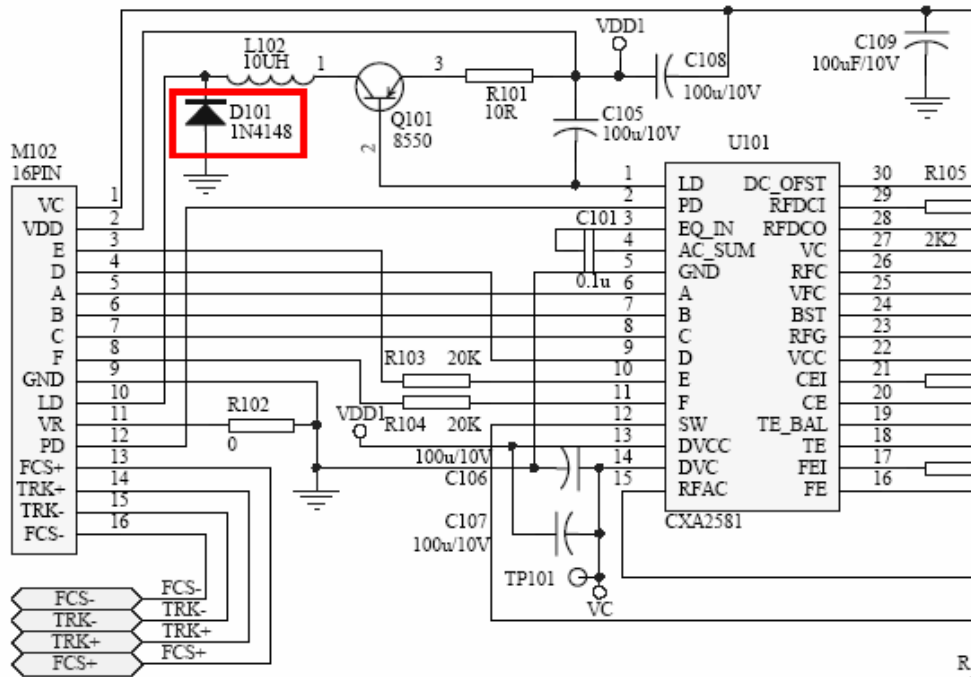 VDD1
C108
100u/10V
C109
100uF/10V
L102
10UH
1
3
R101
10R
Q101
8550
2
C105
100u/10V
D101
1N4148
M102
16PIN
VC 1
VDD 2
E 3
D 4
A 5
B 6
C 7
F 8
GND 9
LD 10
VR 11
PD 12
FCS+ 13
TRK+ 14
TRK- 15
FCS- 16
U101
1 LD DC_OFST 30
2 PD RFDCI 29
3 EQ_IN RFDCO 28
4 AC_SUM VC 27
5 GND RFC 26
6 A VFC 25
7 B BST 24
8 C RFG 23
9 D VCC 22
10 E CEI 21
11 F CE 20
12 SW TE_BAL 19
13 DVCC TE 18
14 DVC FEI 17
15 RFAC FE 16
CXA2581
R105
2K2
C101
0.1u
R103 20K
R104 20K
R102
0
VDD1
100u/10V
C106
C107
100u/10V
TP101
VC
FCS- FCS-
TRK- TRK-
TRK+ TRK+
FCS+ FCS+
R